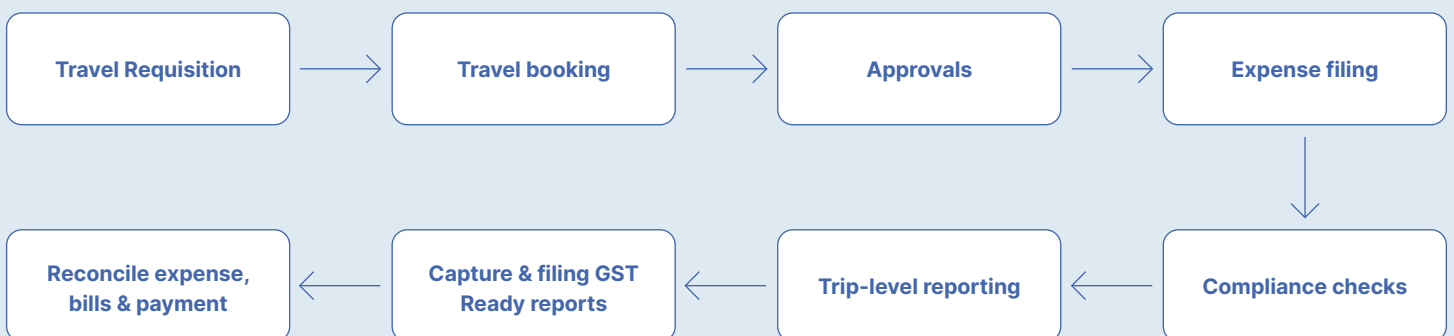 Travel Requisition
Travel booking
Approvals
Expense filing
Reconcile expense,
bills & payment
Capture & filing GST
Ready reports
Trip-level reporting
Compliance checks